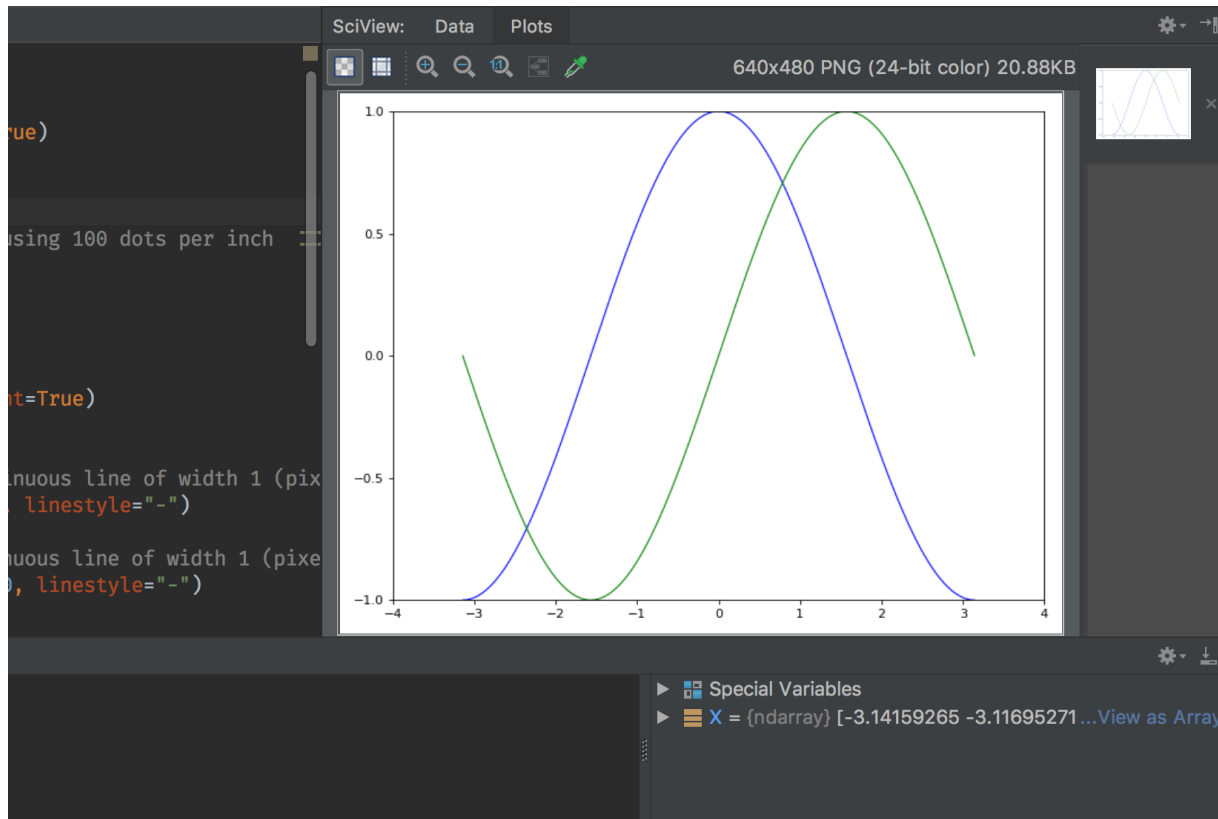 SciView: Data Plots
640x480 PNG (24-bit color) 20.88KB
rue)
using 100 dots per inch
nt=True)
inuous line of width 1 (pix
, linestyle="-")
nuous line of width 1 (pixe
, linestyle="-")
1.0
0.5
0.0
−0.5
−1.0
−4 −3 −2 −1 0 1 2 3 4
Special Variables
X = {ndarray} [-3.14159265 -3.11695271 ...View as Array